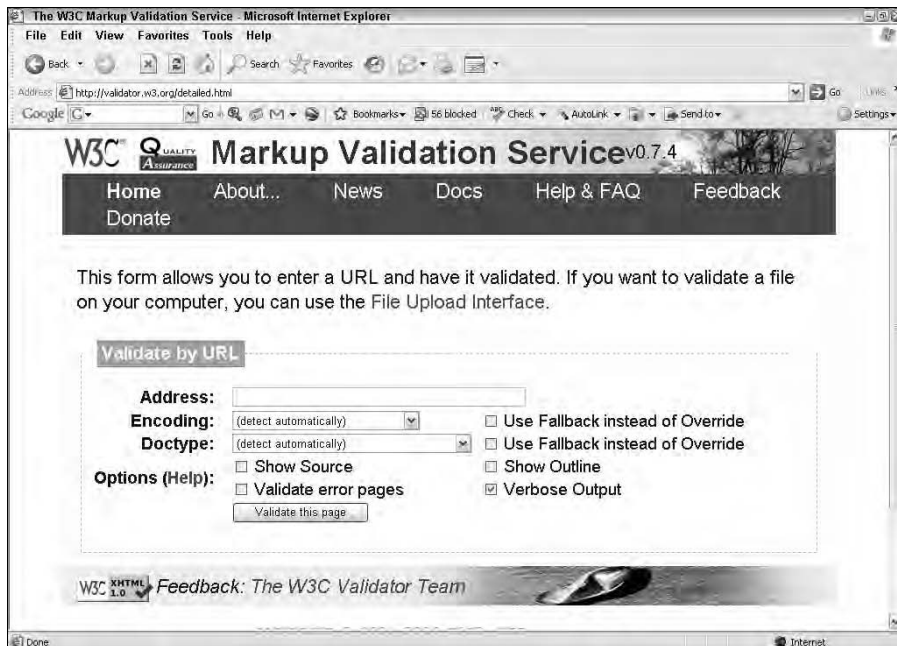 The W3C Markup Validation Service - Microsoft Internet Explorer
File Edit View Favorites Tools Help
Back Search Favorites
Address http://validator.w3.org/detailed.html Go Links
Google G Go Bookmarks 56 blocked ABC Check AutoLink Send to Settings
W3C QUALITY Assurance Markup Validation Service v0.7.4
Home About... News Docs Help & FAQ Feedback
Donate
This form allows you to enter a URL and have it validated. If you want to validate a file
on your computer, you can use the File Upload Interface.
Validate by URL
Address:
Encoding: (detect automatically) Use Fallback instead of Override
Doctype: (detect automatically) Use Fallback instead of Override
Options (Help): Show Source Show Outline
Validate error pages Verbose Output
Validate this page
W3C XHTML 1.0 Feedback: The W3C Validator Team
Done Internet